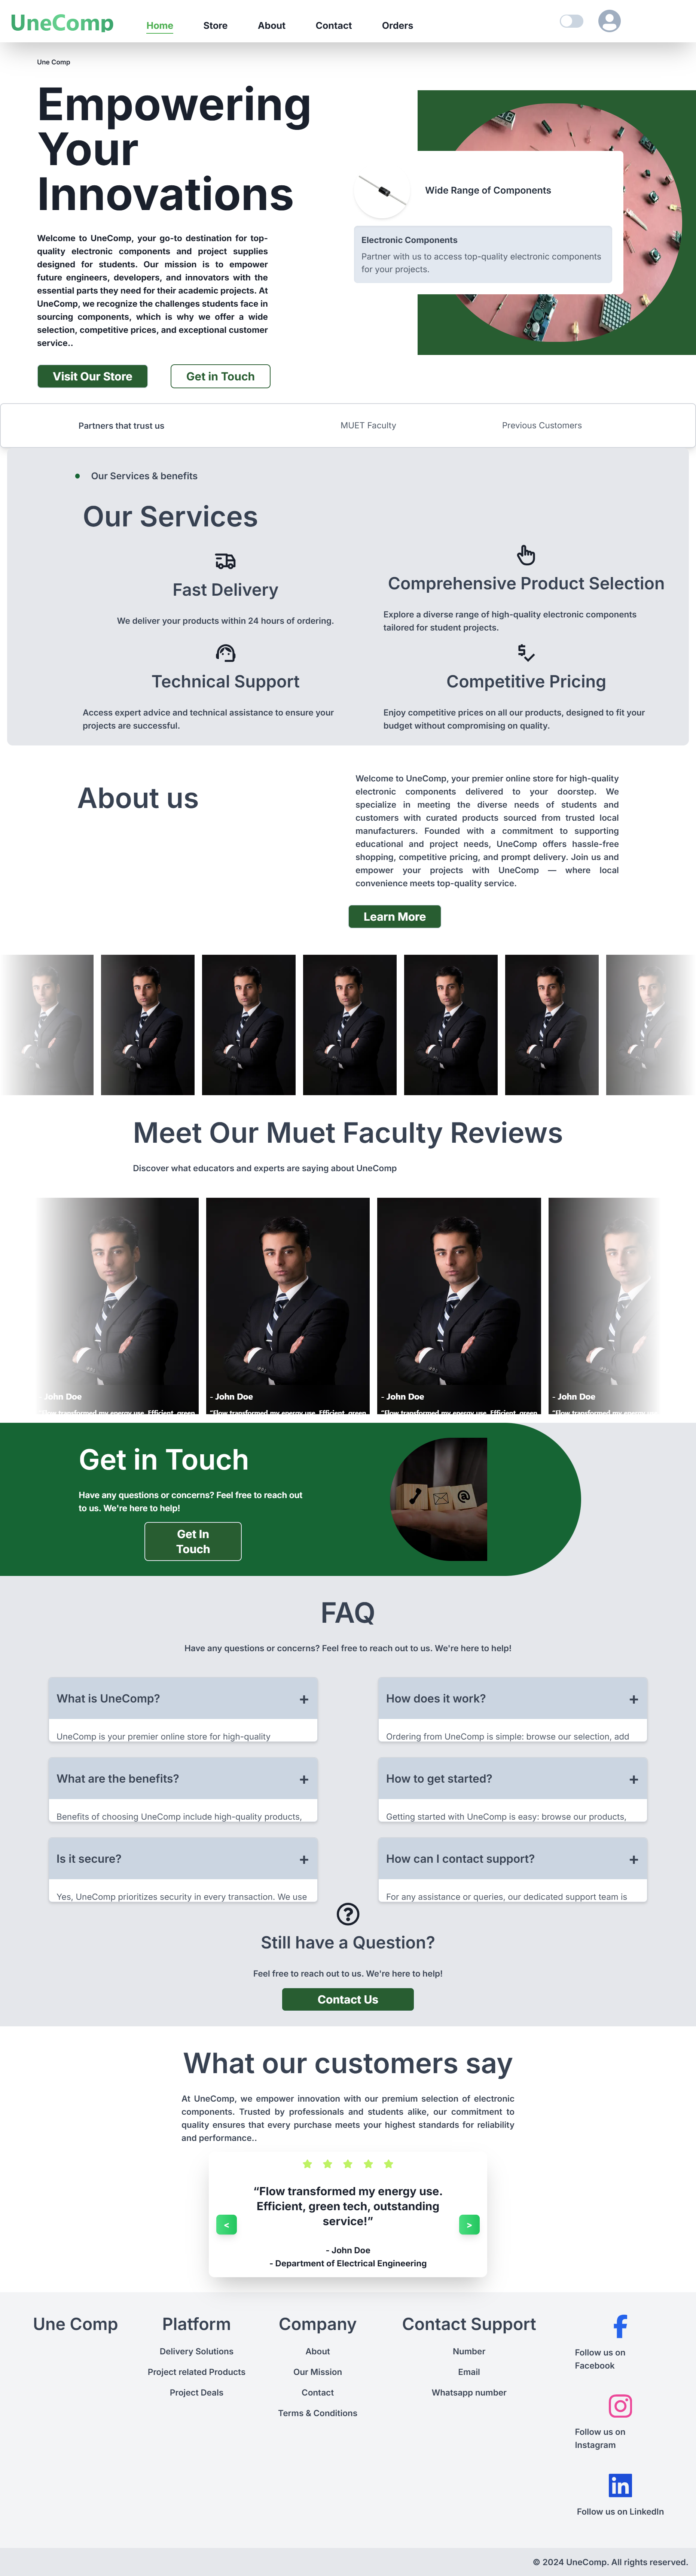 UneComp
Home
Store
About
Contact
Orders
Une Comp
Empowering
Your
Innovations
Welcome to UneComp, your go-to destination for top-
quality electronic components and project supplies
designed for students. Our mission is to empower
future engineers, developers, and innovators with the
essential parts they need for their academic projects. At
UneComp, we recognize the challenges students face in
sourcing components, which is why we offer a wide
selection, competitive prices, and exceptional customer
service..
Visit Our Store
Get in Touch
Wide Range of Components
Electronic Components
Partner with us to access top-quality electronic components
for your projects.
Partners that trust us
MUET Faculty
Previous Customers
Our Services & benefits
Our Services
Fast Delivery
We deliver your products within 24 hours of ordering.
Comprehensive Product Selection
Explore a diverse range of high-quality electronic components
tailored for student projects.
Technical Support
Access expert advice and technical assistance to ensure your
projects are successful.
Competitive Pricing
Enjoy competitive prices on all our products, designed to fit your
budget without compromising on quality.
About us
Welcome to UneComp, your premier online store for high-quality
electronic components delivered to your doorstep. We
specialize in meeting the diverse needs of students and
customers with curated products sourced from trusted local
manufacturers. Founded with a commitment to supporting
educational and project needs, UneComp offers hassle-free
shopping, competitive pricing, and prompt delivery. Join us and
empower your projects with UneComp — where local
convenience meets top-quality service.
Learn More
Meet Our Muet Faculty Reviews
Discover what educators and experts are saying about UneComp
- John Doe
"Flow transformed my energy use. Efficient, green
- John Doe
"Flow transformed my energy use. Efficient, green
- John Doe
"Flow transformed my energy use. Efficient, green
- John Doe
"Flow transformed my energy use.
Get in Touch
Have any questions or concerns? Feel free to reach out
to us. We're here to help!
Get In
Touch
FAQ
Have any questions or concerns? Feel free to reach out to us. We're here to help!
What is UneComp?
+
UneComp is your premier online store for high-quality
How does it work?
+
Ordering from UneComp is simple: browse our selection, add
What are the benefits?
+
Benefits of choosing UneComp include high-quality products,
How to get started?
+
Getting started with UneComp is easy: browse our products,
Is it secure?
+
Yes, UneComp prioritizes security in every transaction. We use
How can I contact support?
+
For any assistance or queries, our dedicated support team is
Still have a Question?
Feel free to reach out to us. We're here to help!
Contact Us
What our customers say
At UneComp, we empower innovation with our premium selection of electronic
components. Trusted by professionals and students alike, our commitment to
quality ensures that every purchase meets your highest standards for reliability
and performance..
“Flow transformed my energy use.
Efficient, green tech, outstanding
service!”
<
>
- John Doe
- Department of Electrical Engineering
Une Comp
Platform
Delivery Solutions
Project related Products
Project Deals
Company
About
Our Mission
Contact
Terms & Conditions
Contact Support
Number
Email
Whatsapp number
Follow us on
Facebook
Follow us on
Instagram
Follow us on LinkedIn
© 2024 UneComp. All rights reserved.